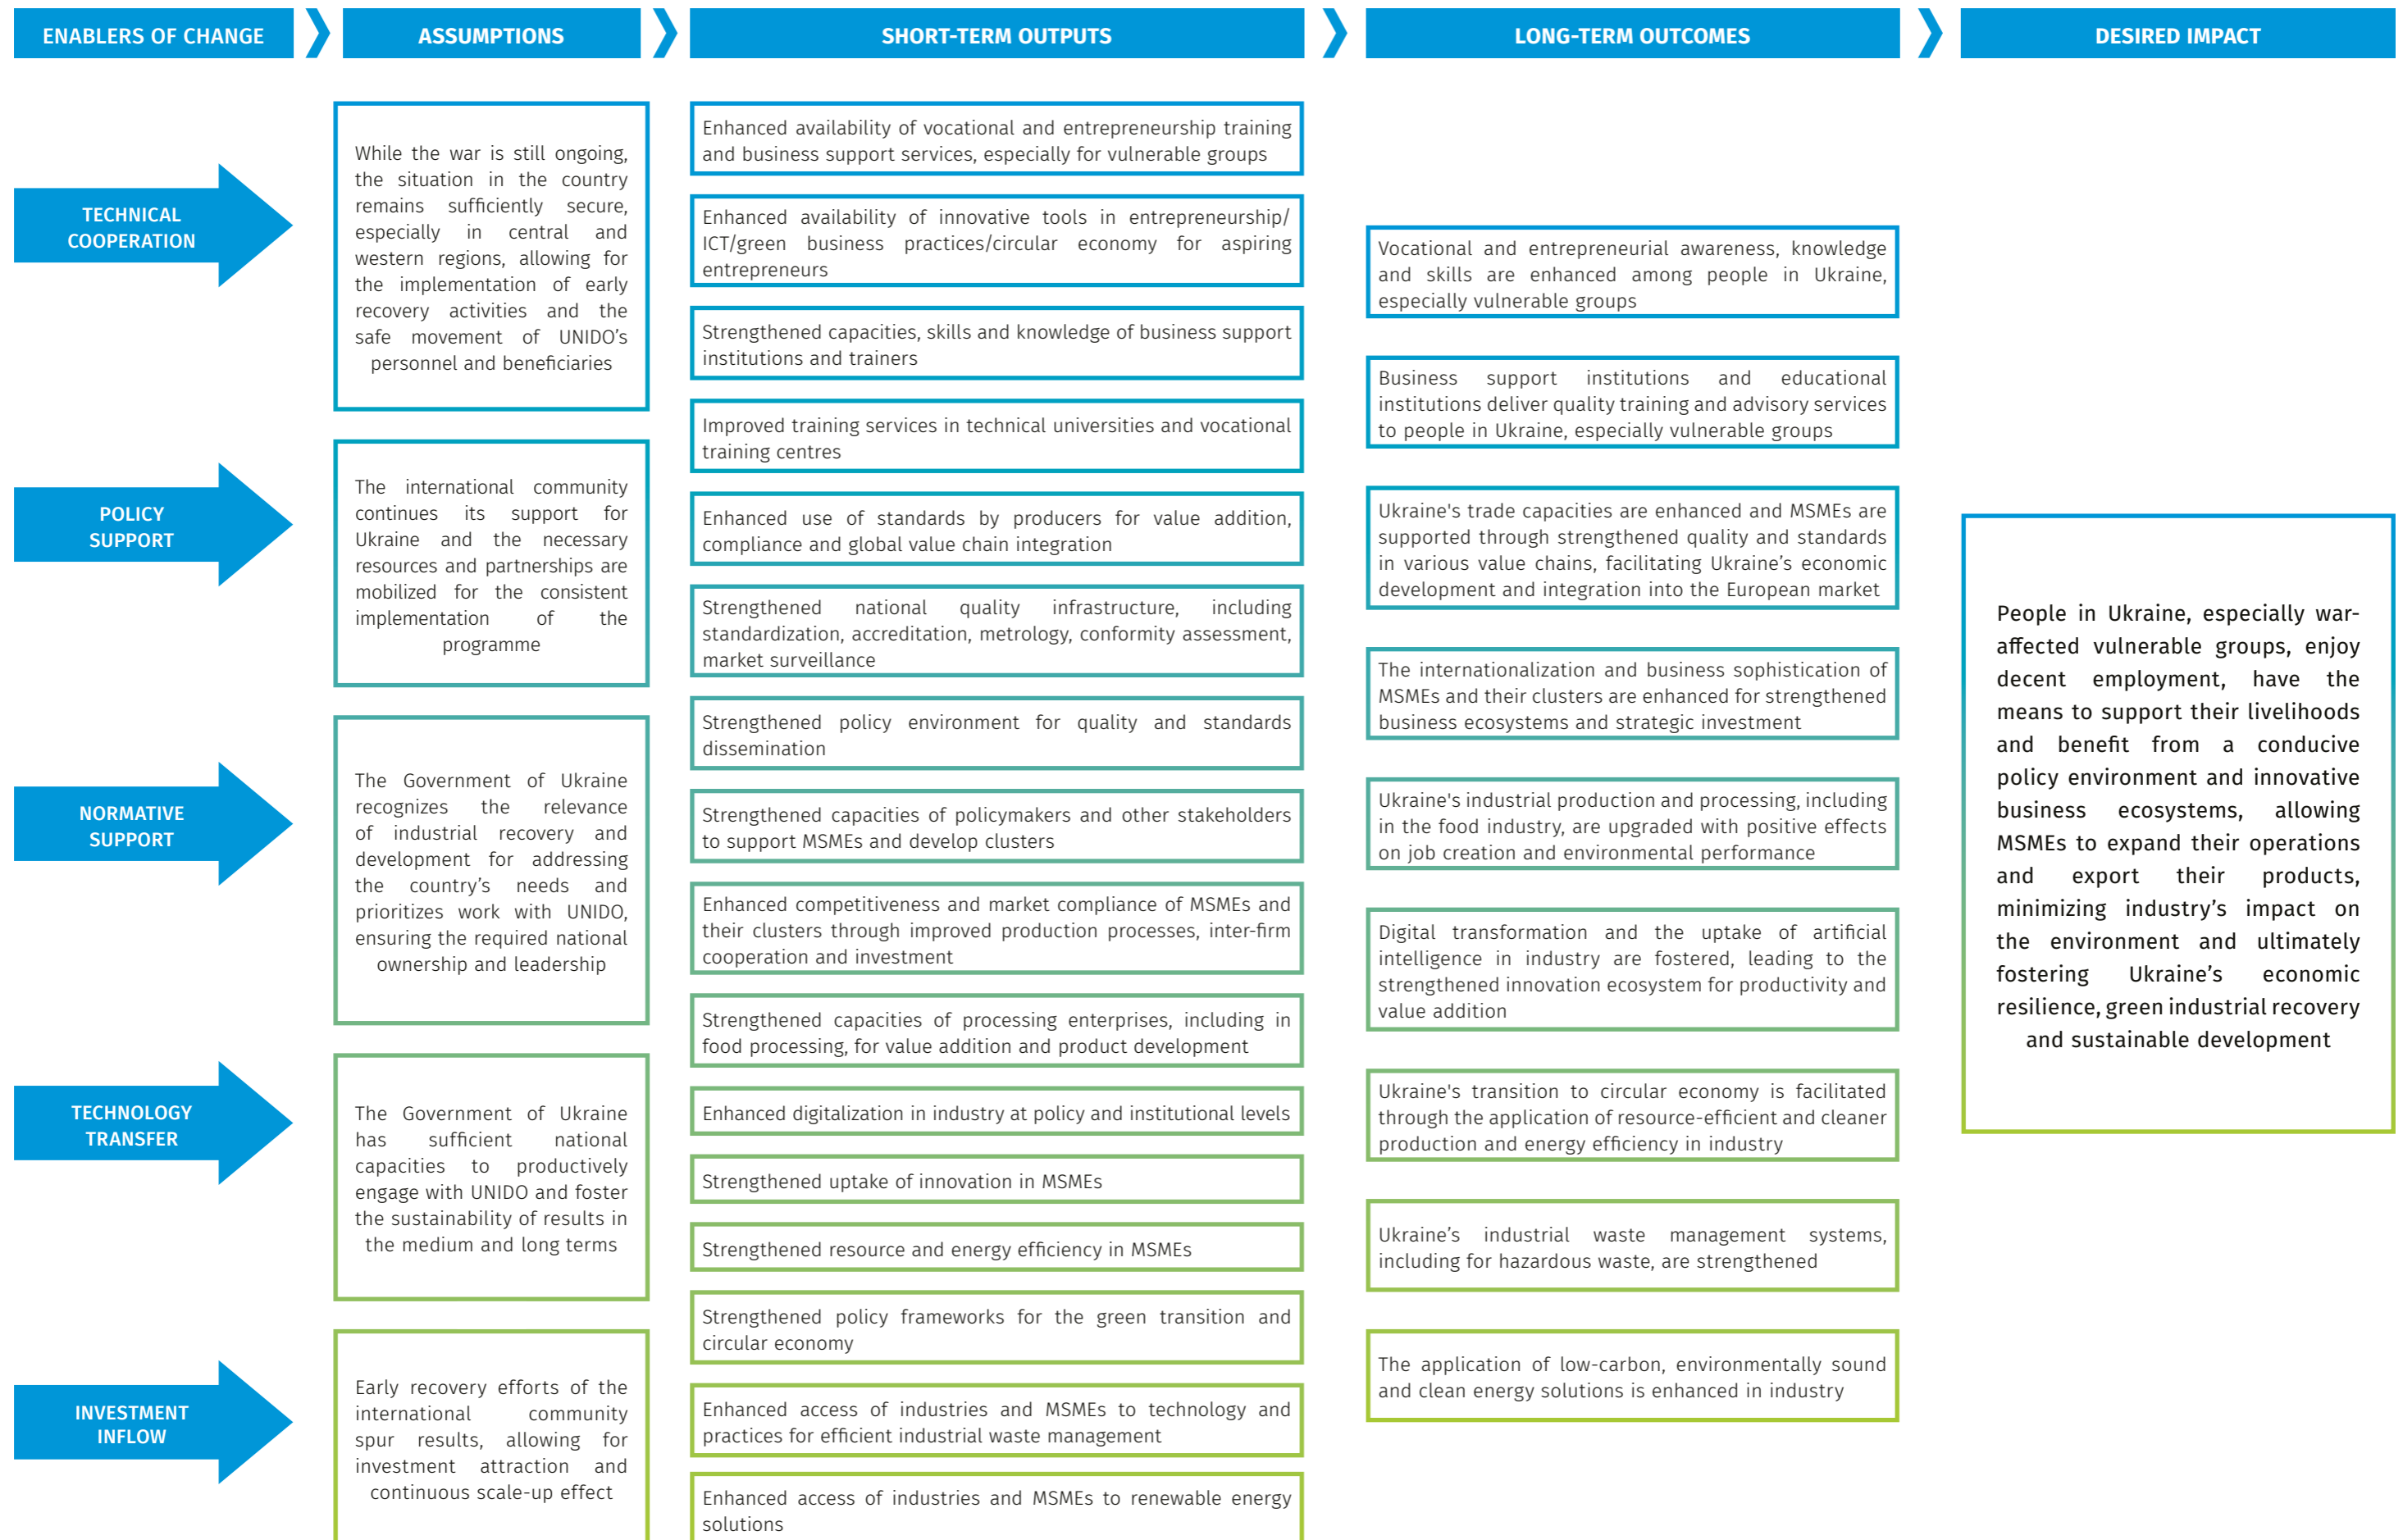 ENABLERS OF CHANGE
ASSUMPTIONS
SHORT-TERM OUTPUTS
LONG-TERM OUTCOMES
DESIRED IMPACT
TECHNICAL
COOPERATION
POLICY
SUPPORT
NORMATIVE
SUPPORT
TECHNOLOGY
TRANSFER
INVESTMENT
INFLOW
While the war is still ongoing,
the situation in the country
remains sufficiently secure,
especially in central and
western regions, allowing for
the implementation of early
recovery activities and the
safe movement of UNIDO’s
personnel and beneficiaries
The international community
continues its support for
Ukraine and the necessary
resources and partnerships are
mobilized for the consistent
implementation of the
programme
The Government of Ukraine
recognizes the relevance
of industrial recovery and
development for addressing
the country’s needs and
prioritizes work with UNIDO,
ensuring the required national
ownership and leadership
The Government of Ukraine
has sufficient national
capacities to productively
engage with UNIDO and foster
the sustainability of results in
the medium and long terms
Early recovery efforts of the
international community
spur results, allowing for
investment attraction and
continuous scale-up effect
Enhanced availability of vocational and entrepreneurship training
and business support services, especially for vulnerable groups
Enhanced availability of innovative tools in entrepreneurship/
ICT/green business practices/circular economy for aspiring
entrepreneurs
Strengthened capacities, skills and knowledge of business support
institutions and trainers
Improved training services in technical universities and vocational
training centres
Enhanced use of standards by producers for value addition,
compliance and global value chain integration
Strengthened national quality infrastructure, including
standardization, accreditation, metrology, conformity assessment,
market surveillance
Strengthened policy environment for quality and standards
dissemination
Strengthened capacities of policymakers and other stakeholders
to support MSMEs and develop clusters
Enhanced competitiveness and market compliance of MSMEs and
their clusters through improved production processes, inter-firm
cooperation and investment
Strengthened capacities of processing enterprises, including in
food processing, for value addition and product development
Enhanced digitalization in industry at policy and institutional levels
Strengthened uptake of innovation in MSMEs
Strengthened resource and energy efficiency in MSMEs
Strengthened policy frameworks for the green transition and
circular economy
Enhanced access of industries and MSMEs to technology and
practices for efficient industrial waste management
Enhanced access of industries and MSMEs to renewable energy
solutions
Vocational and entrepreneurial awareness, knowledge
and skills are enhanced among people in Ukraine,
especially vulnerable groups
Business support institutions and educational
institutions deliver quality training and advisory services
to people in Ukraine, especially vulnerable groups
Ukraine's trade capacities are enhanced and MSMEs are
supported through strengthened quality and standards
in various value chains, facilitating Ukraine’s economic
development and integration into the European market
The internationalization and business sophistication of
MSMEs and their clusters are enhanced for strengthened
business ecosystems and strategic investment
Ukraine's industrial production and processing, including
in the food industry, are upgraded with positive effects
on job creation and environmental performance
Digital transformation and the uptake of artificial
intelligence in industry are fostered, leading to the
strengthened innovation ecosystem for productivity and
value addition
Ukraine's transition to circular economy is facilitated
through the application of resource-efficient and cleaner
production and energy efficiency in industry
Ukraine’s industrial waste management systems,
including for hazardous waste, are strengthened
The application of low-carbon, environmentally sound
and clean energy solutions is enhanced in industry
People in Ukraine, especially war-
affected vulnerable groups, enjoy
decent employment, have the
means to support their livelihoods
and benefit from a conducive
policy environment and innovative
business ecosystems, allowing
MSMEs to expand their operations
and export their products,
minimizing industry’s impact on
the environment and ultimately
fostering Ukraine’s economic
resilience, green industrial recovery
and sustainable development